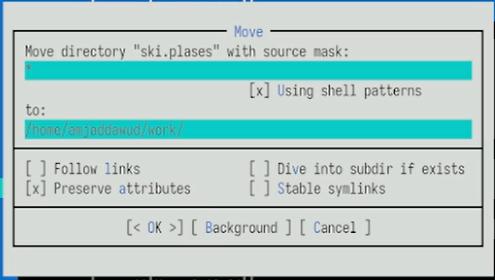 Move
Move directory "ski.plases" with source mask:
*
[x] Using shell patterns
to:
/home/amjaddawud/work/
[ ] Follow links [ ] Dive into subdir if exists
[x] Preserve attributes [ ] Stable symlinks
[< OK >] [ Background ] [ Cancel ]